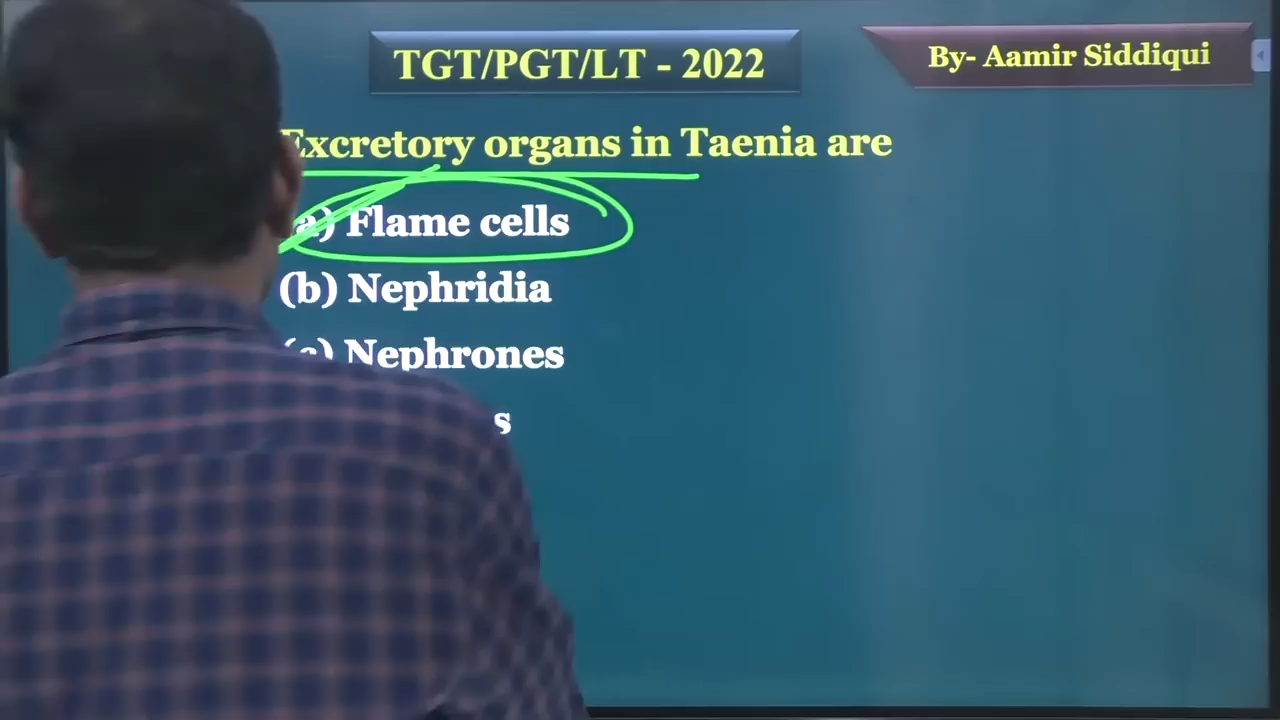 TGT/PGT/LT - 2022
By- Aamir Siddiqui
Excretory organs in Taenia are
(a) Flame cells
(b) Nephridia
(c) Nephrones